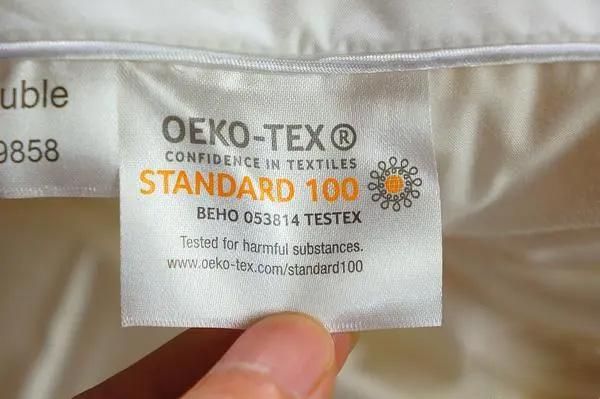 uble
9858
OEKO-TEX®
CONFIDENCE IN TEXTILES
STANDARD 100
BEHO 053814 TESTEX
Tested for harmful substances.
www.oeko-tex.com/standard100